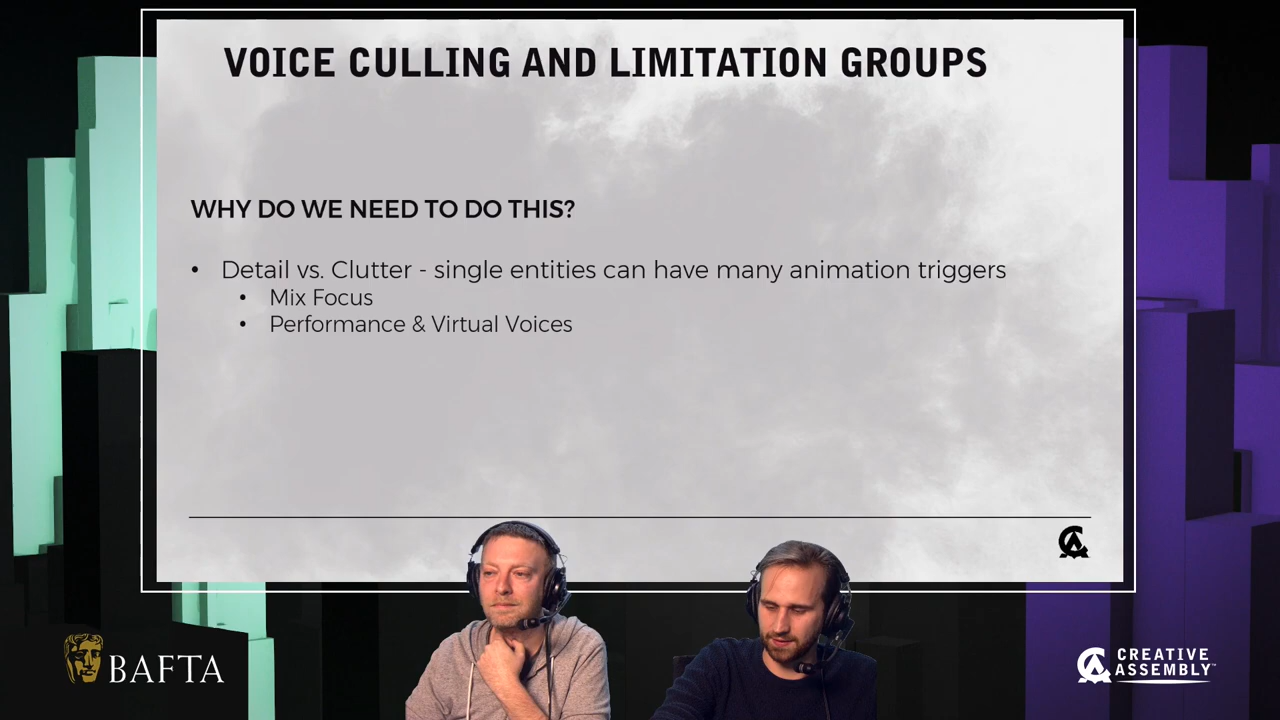 VOICE CULLING AND LIMITATION GROUPS
WHY DO WE NEED TO DO THIS?
• Detail vs. Clutter - single entities can have many animation triggers
• Mix Focus
• Performance & Virtual Voices
BAFTA
CREATIVE
ASSEMBLY™